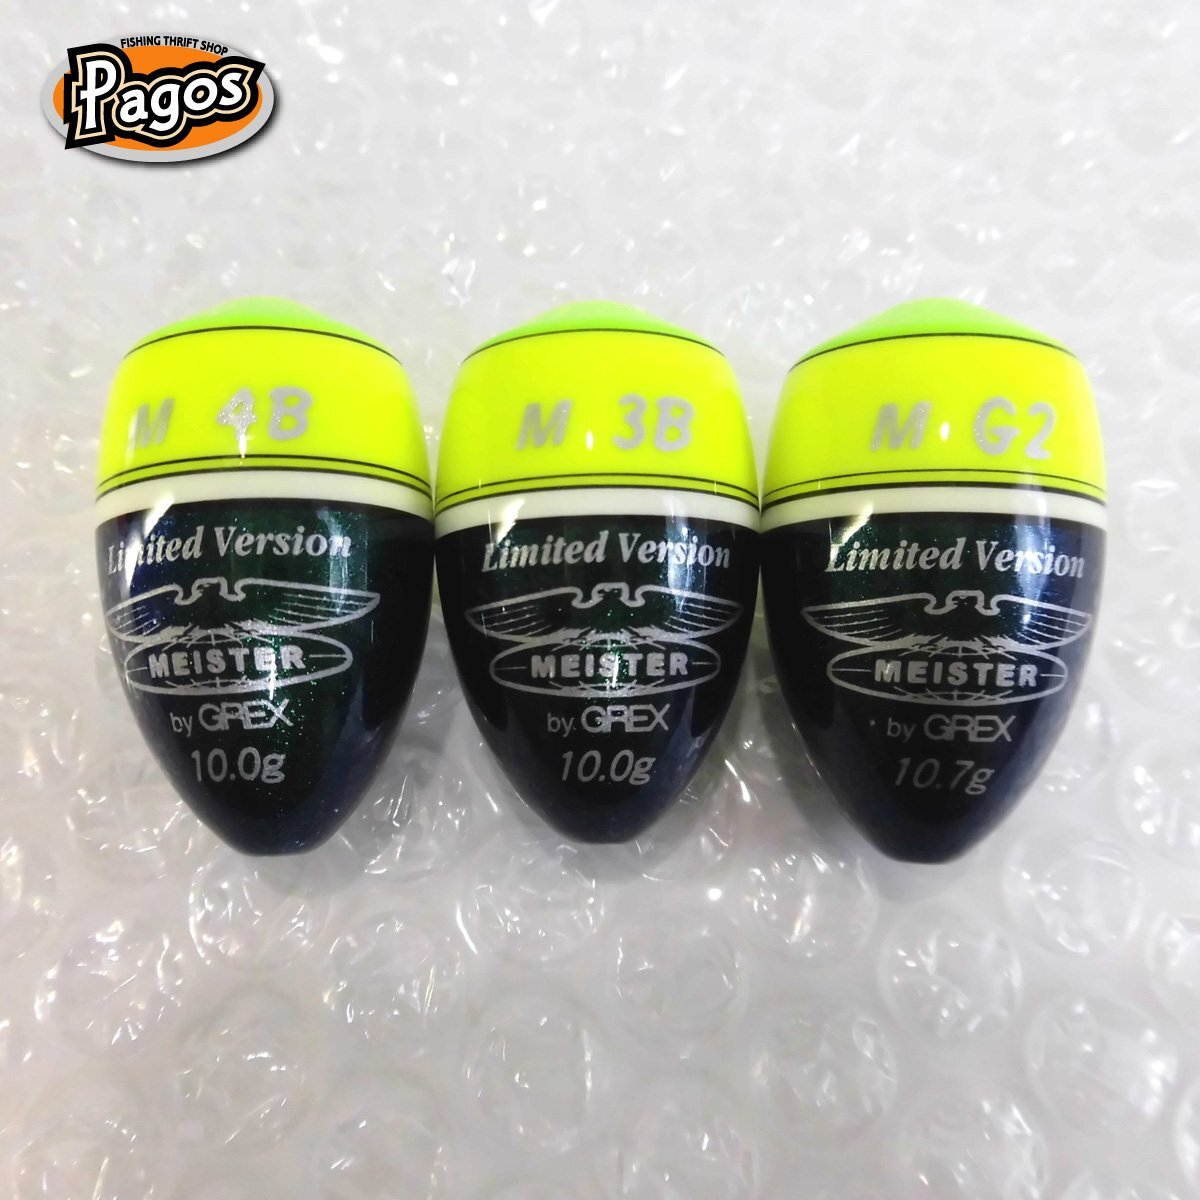 FISHING THRIFT SHOP
Pagos
M 4B
Limited Version
MEISTER
by GREX
10.0g
M 3B
Limited Version
MEISTER
by GREX
10.0g
M G2
Limited Version
MEISTER
by GREX
10.7g